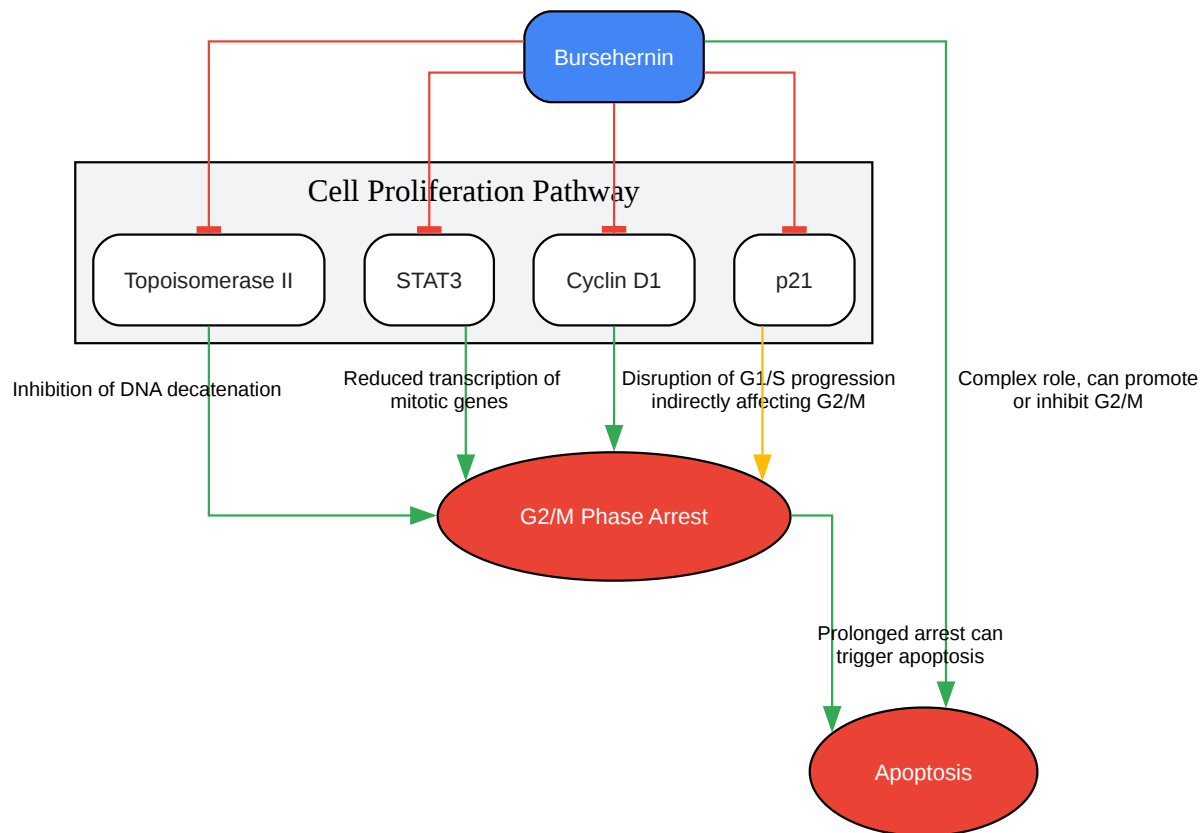 Bursehernin
Cell Proliferation Pathway
Topoisomerase II
STAT3
Cyclin D1
p21
Inhibition of DNA decatenation
Reduced transcription of
mitotic genes
Disruption of G1/S progression
indirectly affecting G2/M
Complex role, can promote
or inhibit G2/M
G2/M Phase Arrest
Prolonged arrest can
trigger apoptosis
Apoptosis